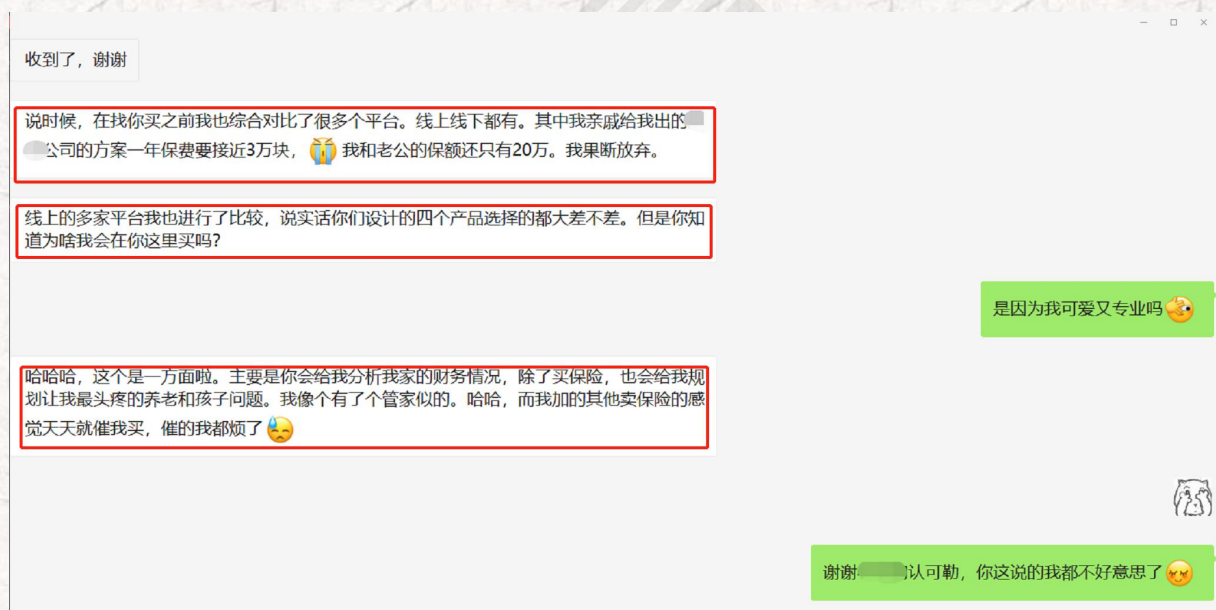 收到了，谢谢
说时候，在找你买之前我也综合对比了很多个平台。线上线下都有。其中我亲戚给我出的
公司的方案一年保费要接近3万块，我和老公的保额还只有20万。我果断放弃。
线上的多家平台我也进行了比较，说实话你们设计的四个产品选择的都大差不差。但是你知
道为啥我会在你这里买吗？
是因为我可爱又专业吗
哈哈哈，这个是一方面啦。主要是你会给我分析我家的财务情况，除了买保险，也会给我规
划让我最头疼的养老和孩子问题。我像个有了个管家似的。哈哈，而我加的其他卖保险的感
觉天天就催我买，催的我都烦了
谢谢认可勒，你这说的我都不好意思了